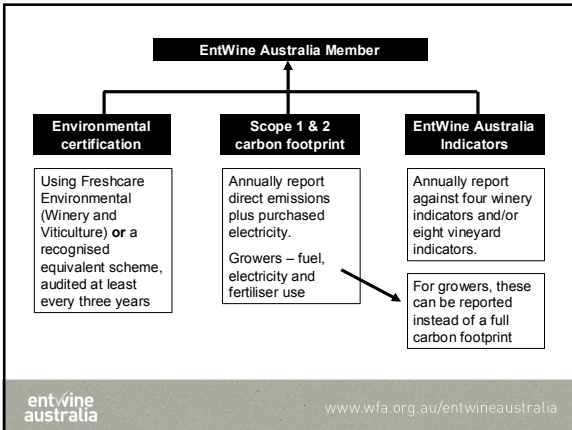 EntWine Australia Member
Environmental
certification
Using Freshcare
Environmental
(Winery and
Viticulture) or a
recognised
equivalent scheme,
audited at least
every three years
Scope 1 & 2
carbon footprint
Annually report
direct emissions
plus purchased
electricity.
Growers – fuel,
electricity and
fertiliser use
EntWine Australia
Indicators
Annually report
against four winery
indicators and/or
eight vineyard
indicators.
For growers, these
can be reported
instead of a full
carbon footprint
entwine
australia
www.wfa.org.au/entwineaustralia